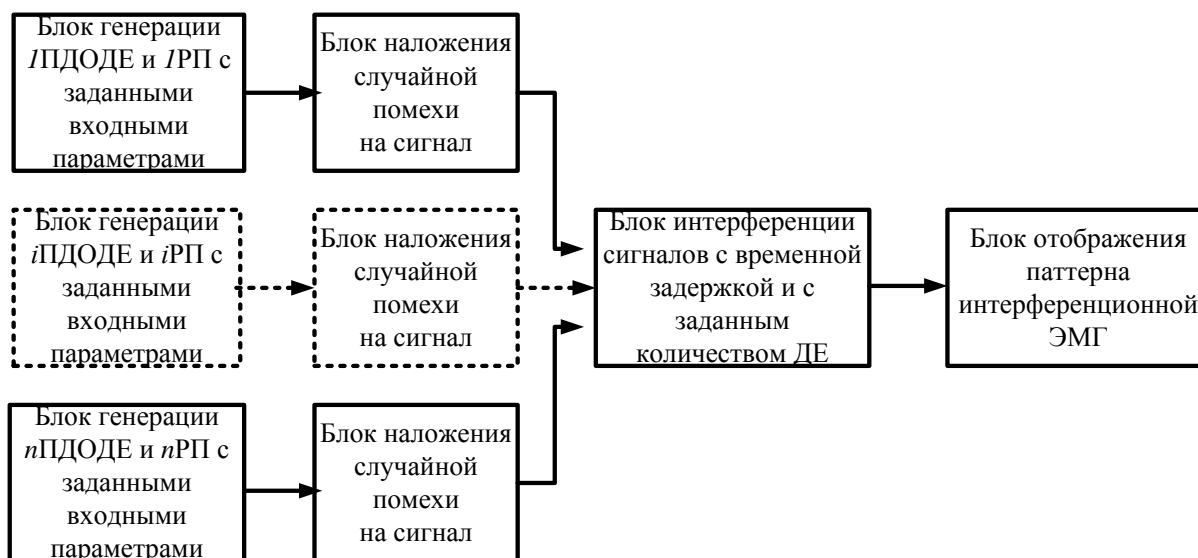 Блок генерации
1ПДОДЕ и 1РП с
заданными
входными
параметрами
Блок наложения
случайной
помехи
на сигнал
Блок генерации
iПДОДЕ и iРП с
заданными
входными
параметрами
Блок наложения
случайной
помехи
на сигнал
Блок интерференции
сигналов с временной
задержкой и с
заданным
количеством ДЕ
Блок отображения
паттерна
интерференционной
ЭМГ
Блок генерации
nПДОДЕ и nРП с
заданными
входными
параметрами
Блок наложения
случайной
помехи
на сигнал